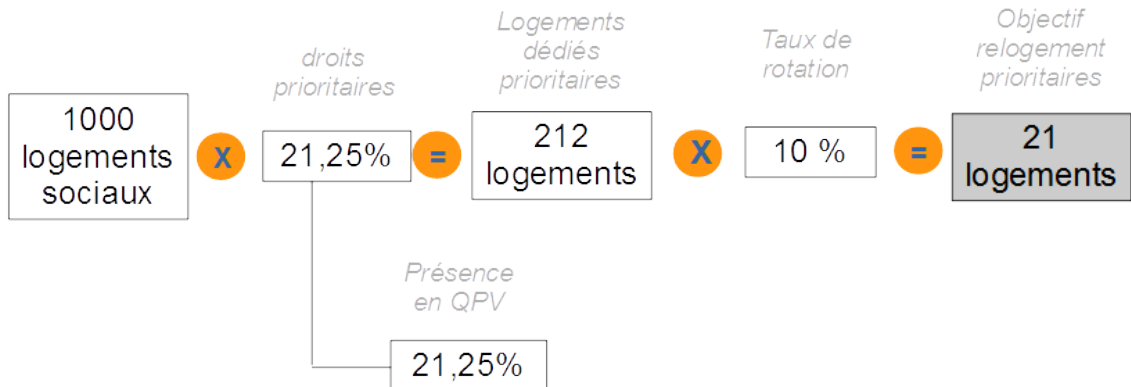 droits
prioritaires
Logements
dédiés
prioritaires
Taux de
rotation
Objectif
relogement
prioritaires
1000
logements
sociaux
X
21,25%
=
212
logements
X
10 %
=
21
logements
Présence
en QPV
21,25%